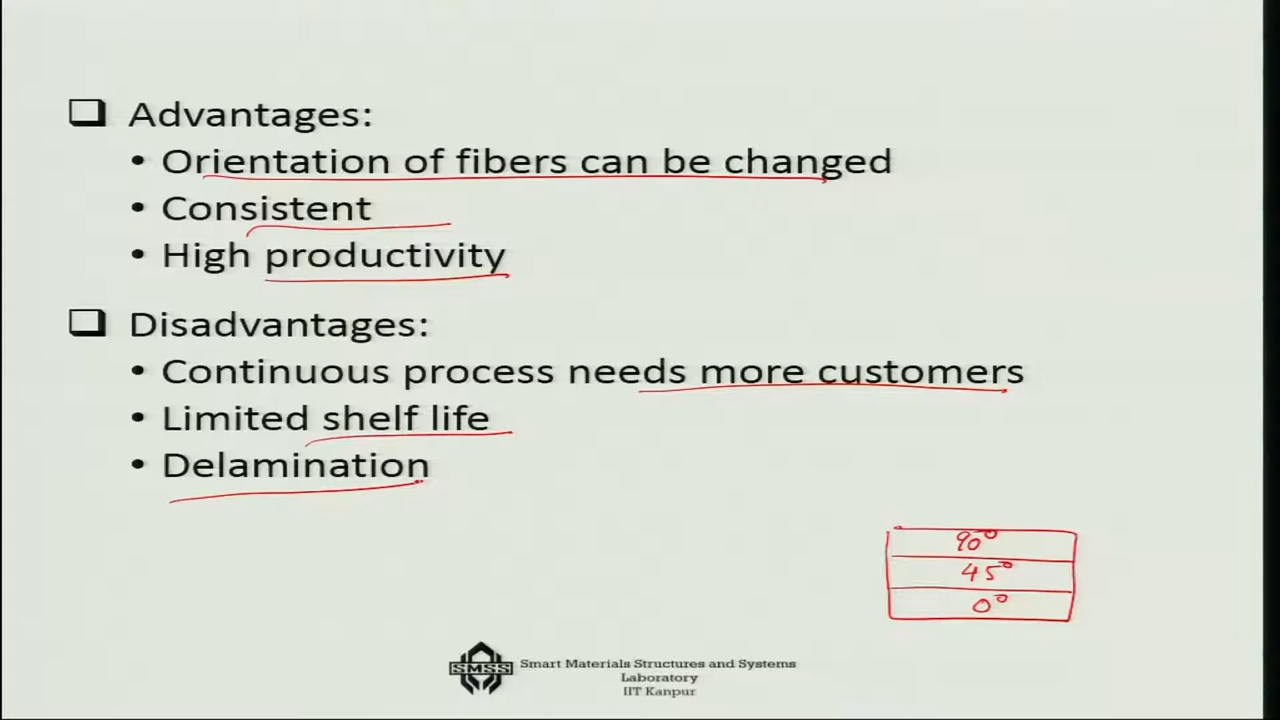 Advantages:
• Orientation of fibers can be changed
• Consistent
• High productivity
Disadvantages:
• Continuous process needs more customers
• Limited shelf life
• Delamination
90°
45°
0°
SMSS
Smart Materials Structures and Systems
Laboratory
IIT Kanpur